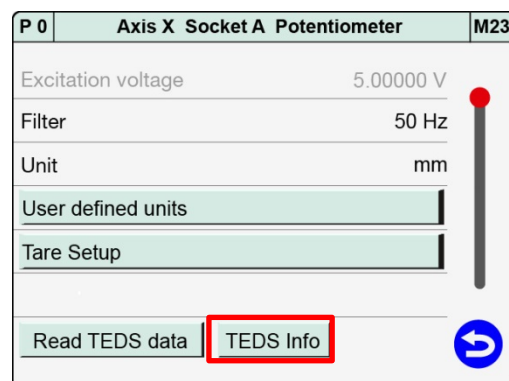 P 0 Axis X Socket A Potentiometer M23
Excitation voltage 5.00000 V
Filter 50 Hz
Unit mm
User defined units
Tare Setup
Read TEDS data TEDS Info